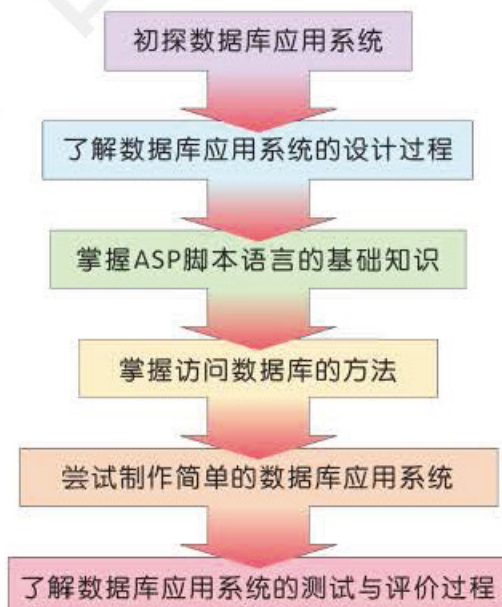 初探数据库应用系统
了解数据库应用系统的设计过程
掌握ASP脚本语言的基础知识
掌握访问数据库的方法
尝试制作简单的数据库应用系统
了解数据库应用系统的测试与评价过程